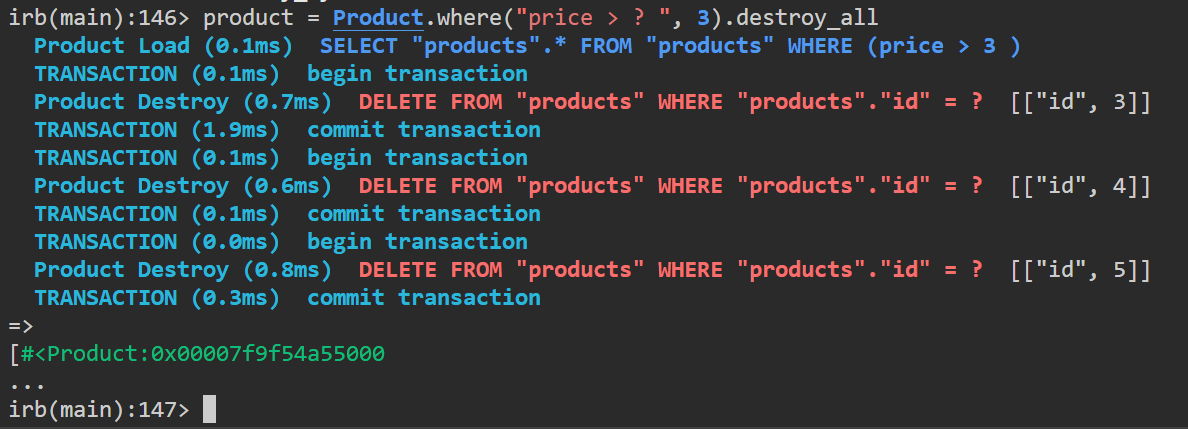 irb(main):146> product = Product.where("price > ? ", 3).destroy_all
  Product Load (0.1ms)  SELECT "products".* FROM "products" WHERE (price > 3 )
  TRANSACTION (0.1ms)  begin transaction
  Product Destroy (0.7ms)  DELETE FROM "products" WHERE "products"."id" = ?  [["id", 3]]
  TRANSACTION (1.9ms)  commit transaction
  TRANSACTION (0.1ms)  begin transaction
  Product Destroy (0.6ms)  DELETE FROM "products" WHERE "products"."id" = ?  [["id", 4]]
  TRANSACTION (0.1ms)  commit transaction
  TRANSACTION (0.0ms)  begin transaction
  Product Destroy (0.8ms)  DELETE FROM "products" WHERE "products"."id" = ?  [["id", 5]]
  TRANSACTION (0.3ms)  commit transaction
=>
[#<Product:0x00007f9f54a55000
...
irb(main):147>